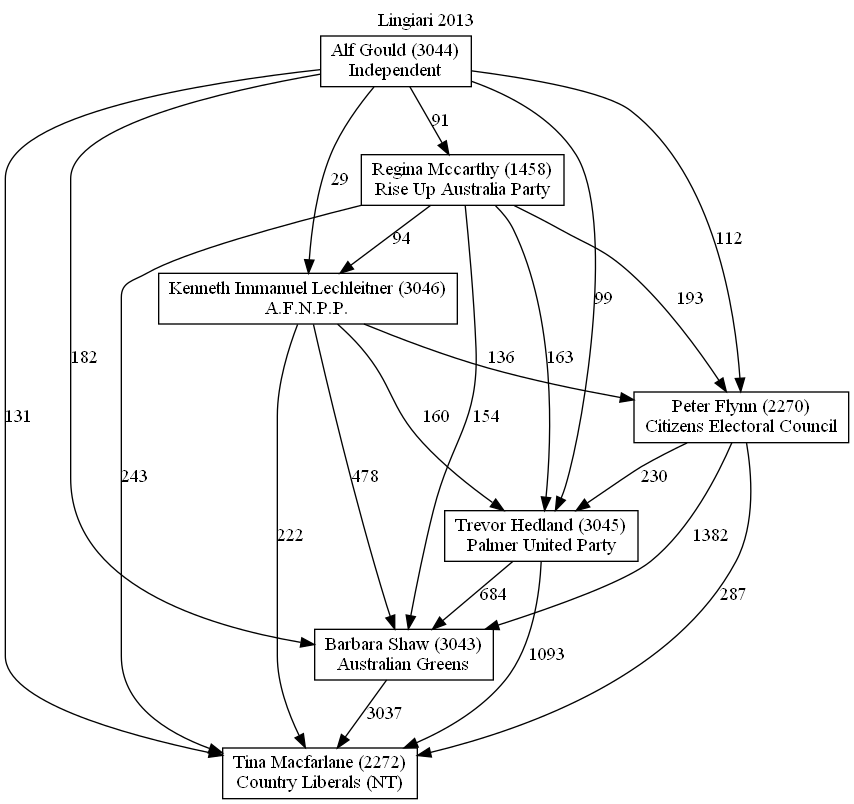 Lingiari 2013
Alf Gould (3044)
Independent
91
Regina Mccarthy (1458)
Rise Up Australia Party
29
94
112
Kenneth Immanuel Lechleitner (3046)
A.F.N.P.P.
99
193
182
136
163
131
Peter Flynn (2270)
Citizens Electoral Council
160
154
243
478
230
Trevor Hedland (3045)
Palmer United Party
222
1382
684
287
Barbara Shaw (3043)
Australian Greens
1093
3037
Tina Macfarlane (2272)
Country Liberals (NT)